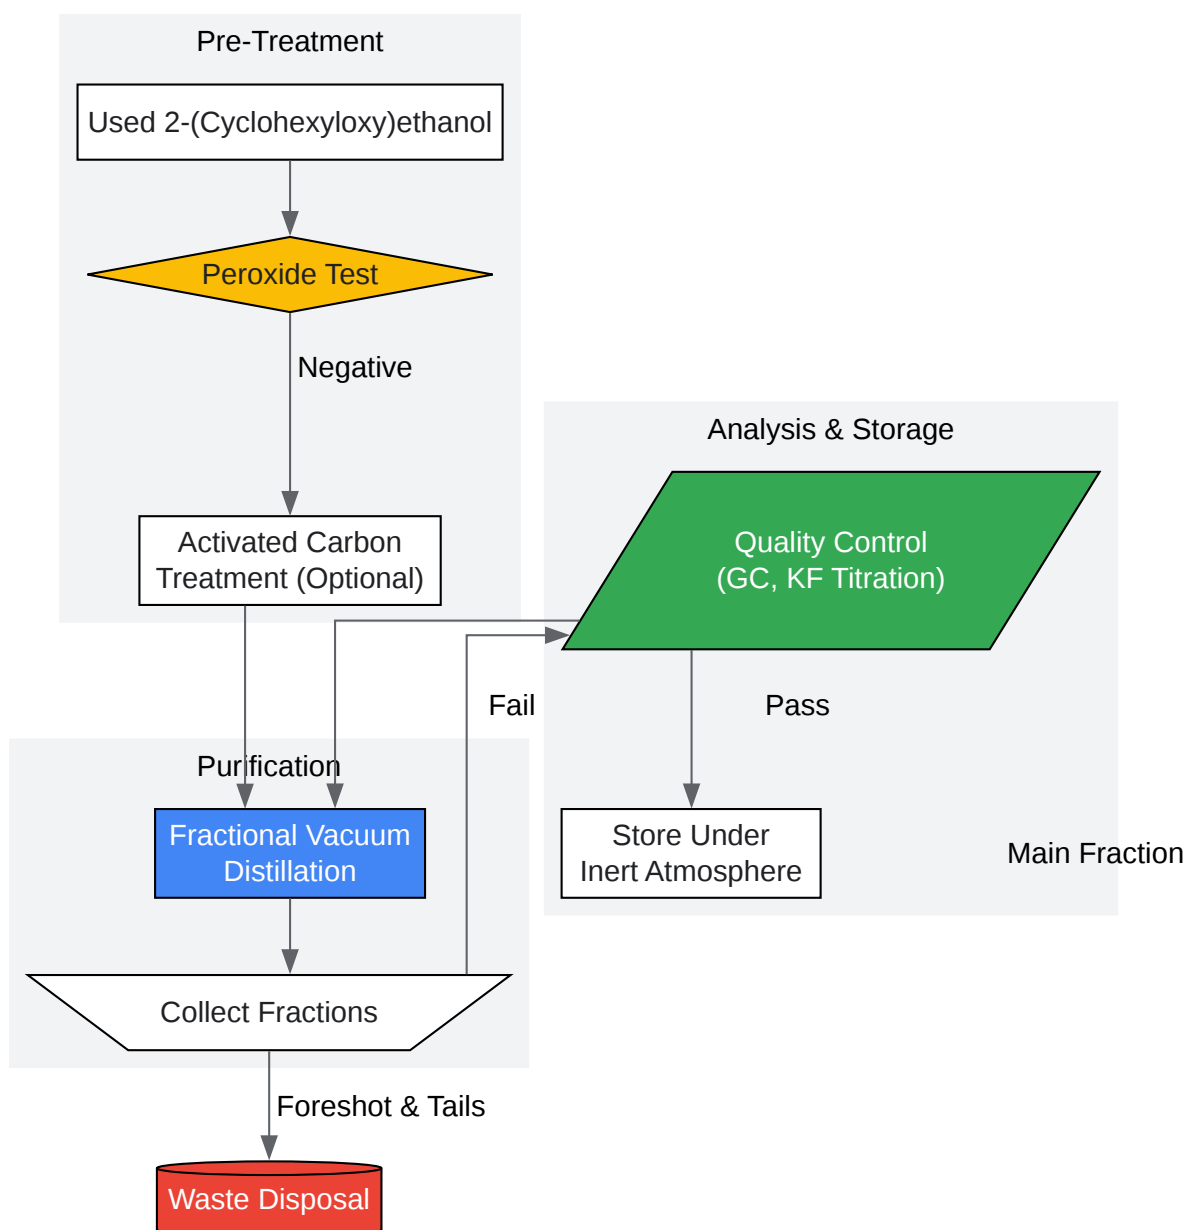 Pre-Treatment
Used 2-(Cyclohexyloxy)ethanol
Peroxide Test
Negative
Activated Carbon
Treatment (Optional)
Analysis & Storage
Quality Control
(GC, KF Titration)
Fail
Pass
Purification
Fractional Vacuum
Distillation
Store Under
Inert Atmosphere
Main Fraction
Collect Fractions
Foreshot & Tails
Waste Disposal